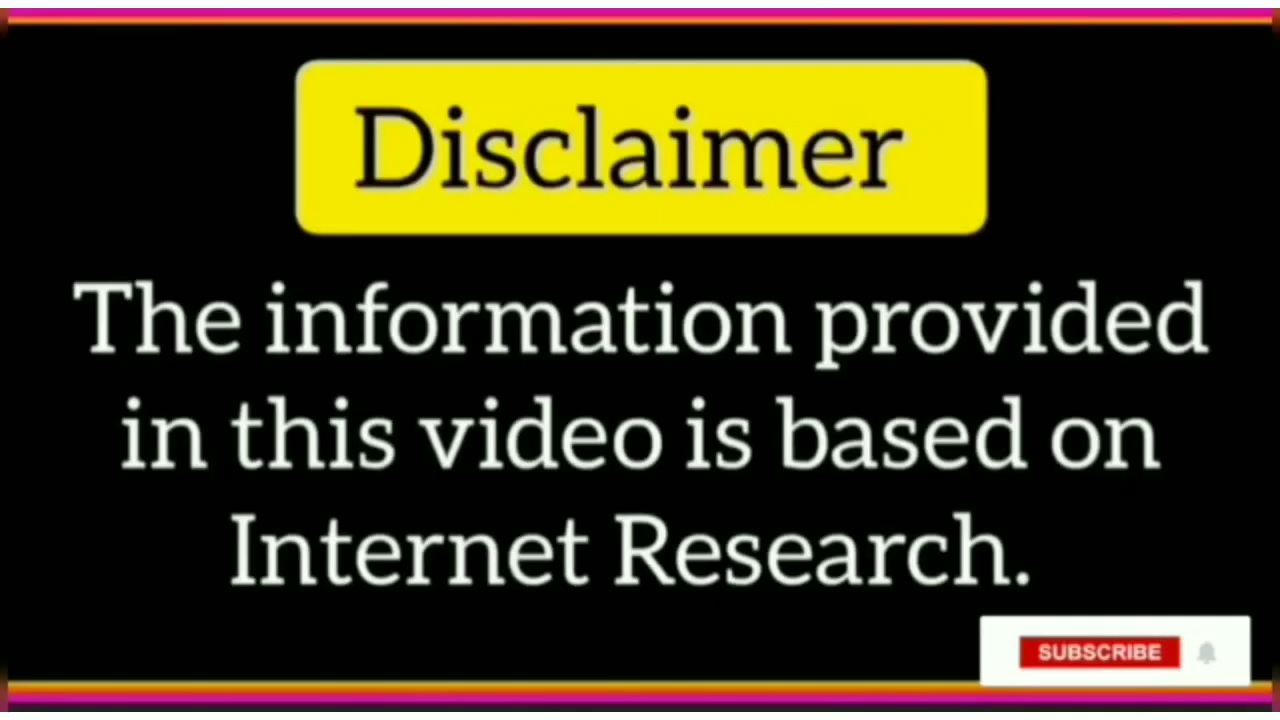 Disclaimer
The information provided
in this video is based on
Internet Research.
SUBSCRIBE